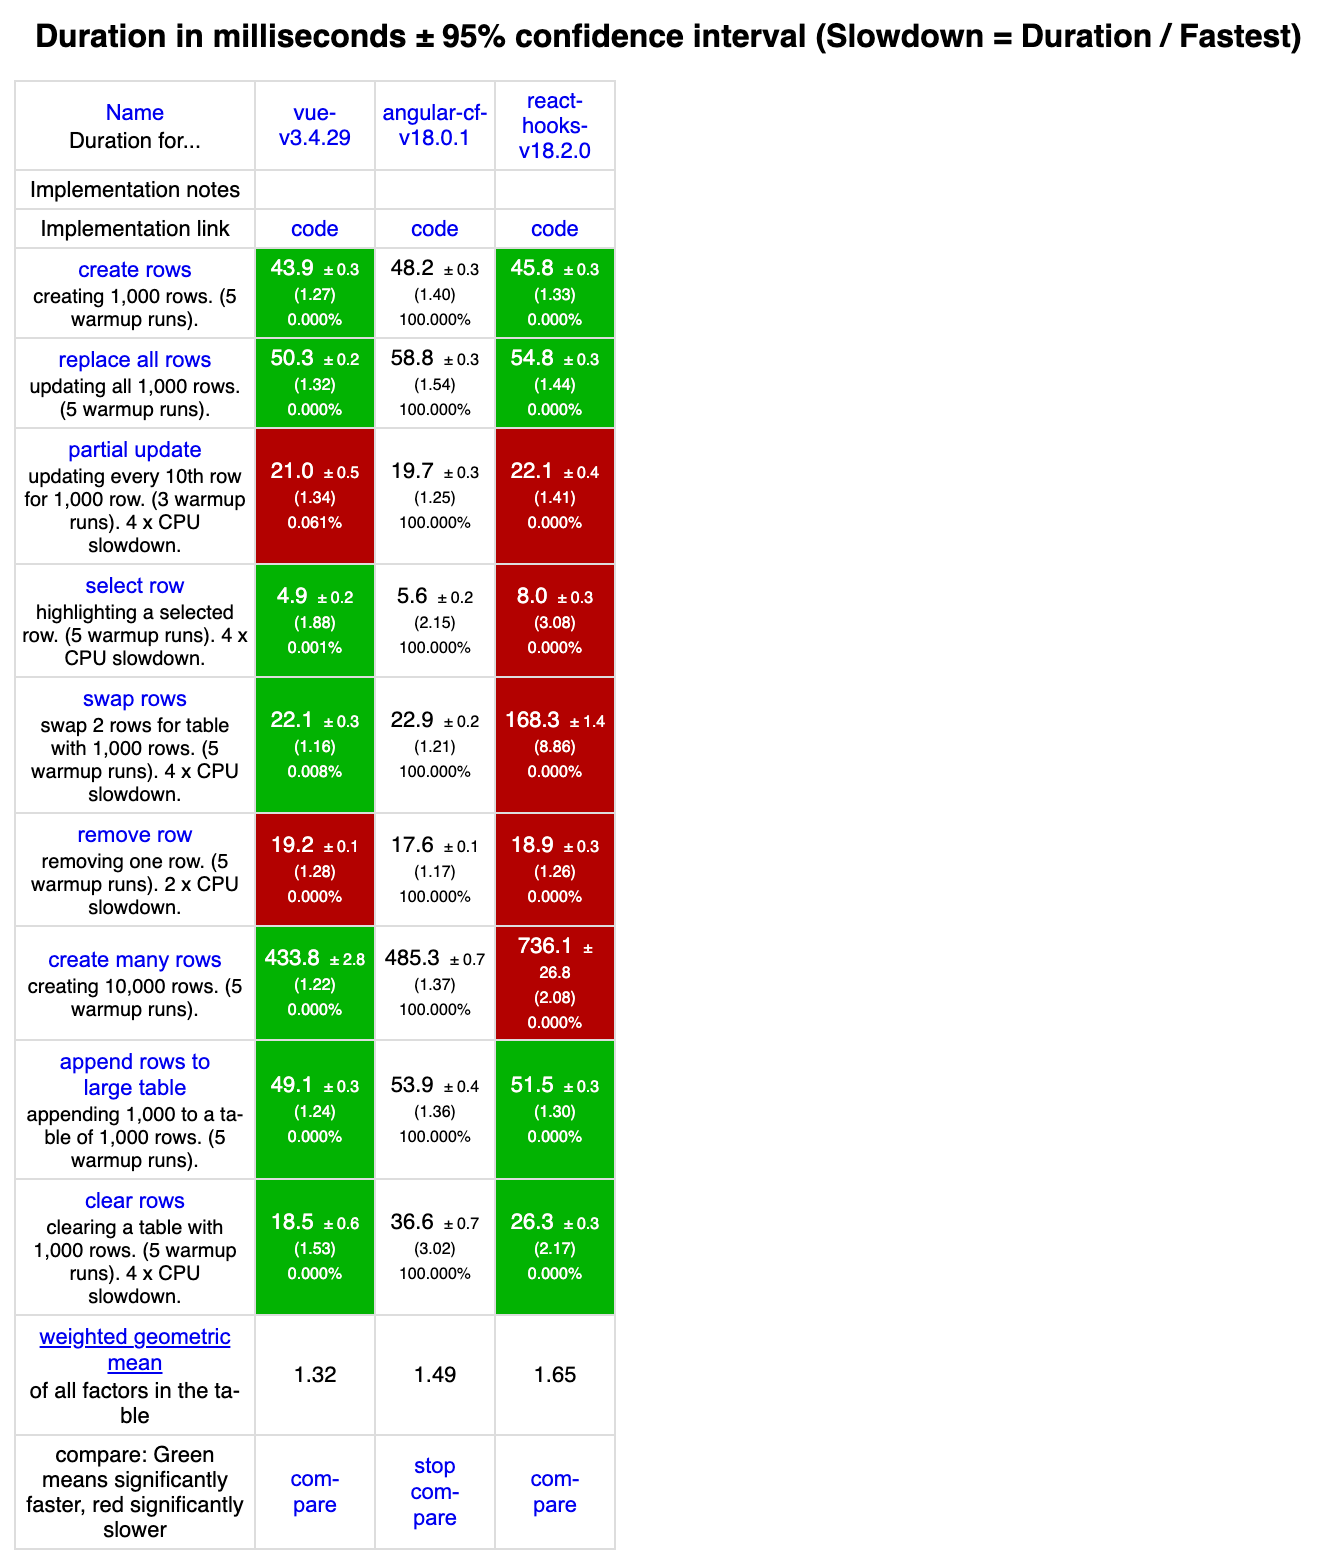 Duration in milliseconds ± 95% confidence interval (Slowdown = Duration / Fastest)
Name
Duration for...
vue-
v3.4.29
angular-cf-
v18.0.1
react-
hooks-
v18.2.0
Implementation notes
Implementation link
code
code
code
create rows
creating 1,000 rows. (5
warmup runs).
43.9 ± 0.3
(1.27)
0.000%
48.2 ± 0.3
(1.40)
100.000%
45.8 ± 0.3
(1.33)
0.000%
replace all rows
updating all 1,000 rows.
(5 warmup runs).
50.3 ± 0.2
(1.32)
0.000%
58.8 ± 0.3
(1.54)
100.000%
54.8 ± 0.3
(1.44)
0.000%
partial update
updating every 10th row
for 1,000 row. (3 warmup
runs). 4 x CPU
slowdown.
21.0 ± 0.5
(1.34)
0.061%
19.7 ± 0.3
(1.25)
100.000%
22.1 ± 0.4
(1.41)
0.000%
select row
highlighting a selected
row. (5 warmup runs). 4 x
CPU slowdown.
4.9 ± 0.2
(1.88)
0.001%
5.6 ± 0.2
(2.15)
100.000%
8.0 ± 0.3
(3.08)
0.000%
swap rows
swap 2 rows for table
with 1,000 rows. (5
warmup runs). 4 x CPU
slowdown.
22.1 ± 0.3
(1.16)
0.008%
22.9 ± 0.2
(1.21)
100.000%
168.3 ± 1.4
(8.86)
0.000%
remove row
removing one row. (5
warmup runs). 2 x CPU
slowdown.
19.2 ± 0.1
(1.28)
0.000%
17.6 ± 0.1
(1.17)
100.000%
18.9 ± 0.3
(1.26)
0.000%
create many rows
creating 10,000 rows. (5
warmup runs).
433.8 ± 2.8
(1.22)
0.000%
485.3 ± 0.7
(1.37)
100.000%
736.1 ±
26.8
(2.08)
0.000%
append rows to
large table
appending 1,000 to a ta-
ble of 1,000 rows. (5
warmup runs).
49.1 ± 0.3
(1.24)
0.000%
53.9 ± 0.4
(1.36)
100.000%
51.5 ± 0.3
(1.30)
0.000%
clear rows
clearing a table with
1,000 rows. (5 warmup
runs). 4 x CPU
slowdown.
18.5 ± 0.6
(1.53)
0.000%
36.6 ± 0.7
(3.02)
100.000%
26.3 ± 0.3
(2.17)
0.000%
weighted geometric
mean
of all factors in the ta-
ble
1.32
1.49
1.65
compare: Green
means significantly
faster, red significantly
slower
com-
pare
stop
com-
pare
com-
pare